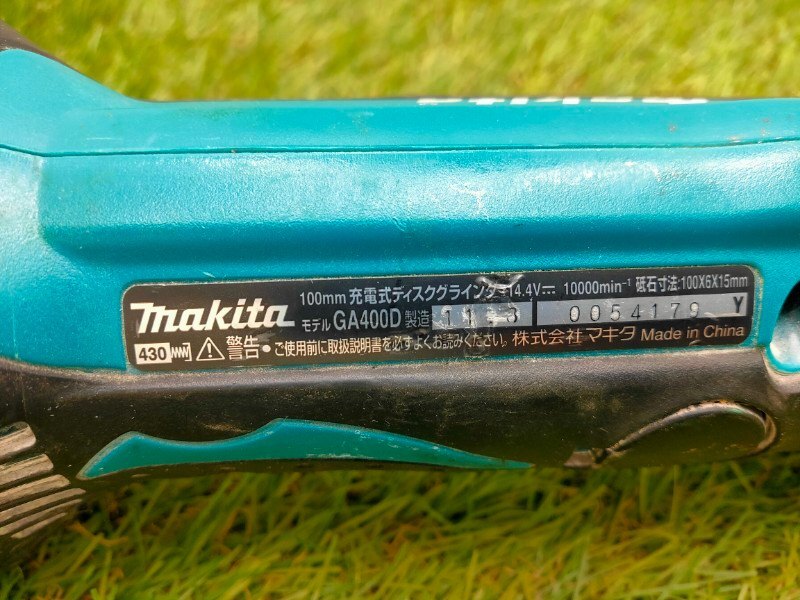 makita 100mm 充電式ディスクグラインダ 14.4V 10000min⁻¹ 砥石寸法:100X6X15mm
モデル GA400D 製造 0054179 Y
430 警告●ご使用前に取扱説明書を必ずよくお読みください。 株式会社 マキタ Made in China